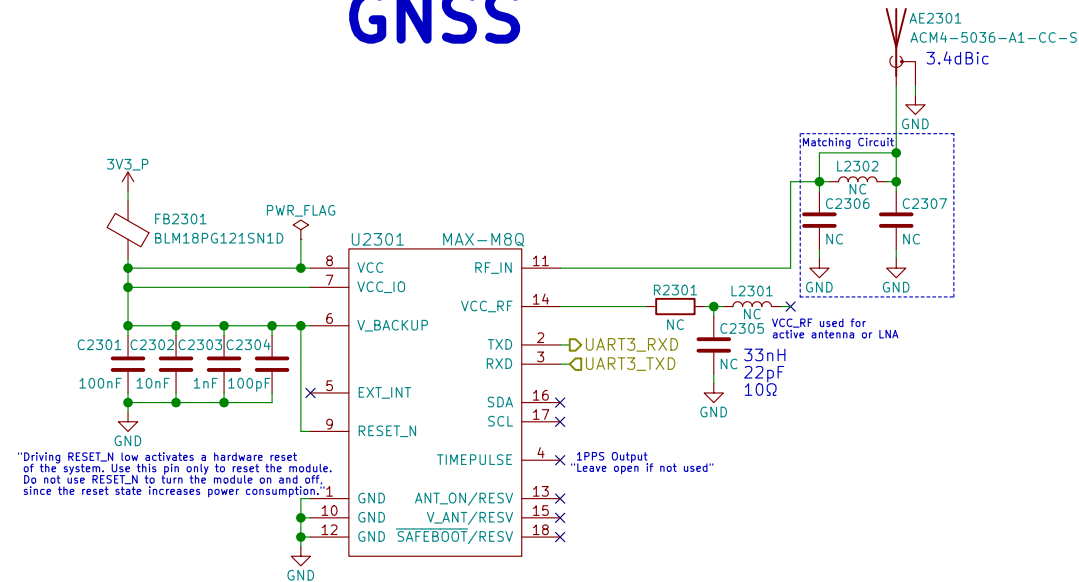 GNSS
AE2301
ACM4-5036-A1-CC-S
3.4dBic
GND
Matching Circuit
L2302
NC
C2306
NC
C2307
NC
GND
GND
3V3_P
FB2301
BLM18PG121SN1D
PWR_FLAG
U2301
MAX-M8Q
8
VCC
7
VCC_IO
6
V_BACKUP
5
EXT_INT
9
RESET_N
1
GND
10
GND
12
GND
GND
RF_IN
11
VCC_RF
14
TXD
2
UART3_RXD
RXD
3
UART3_TXD
SDA
16
SCL
17
TIMEPULSE
4
1PPS Output
"Leave open if not used"
ANT_ON/RESV
13
V_ANT/RESV
15
SAFEBOOT/RESV
18
R2301
NC
L2301
NC
C2305
NC
33nH
22pF
10Ω
GND
VCC_RF used for
active antenna or LNA
C2301
100nF
C2302
10nF
C2303
1nF
C2304
100pF
GND
"Driving RESET_N low activates a hardware reset
of the system. Use this pin only to reset the module.
Do not use RESET_N to turn the module on and off,
since the reset state increases power consumption."